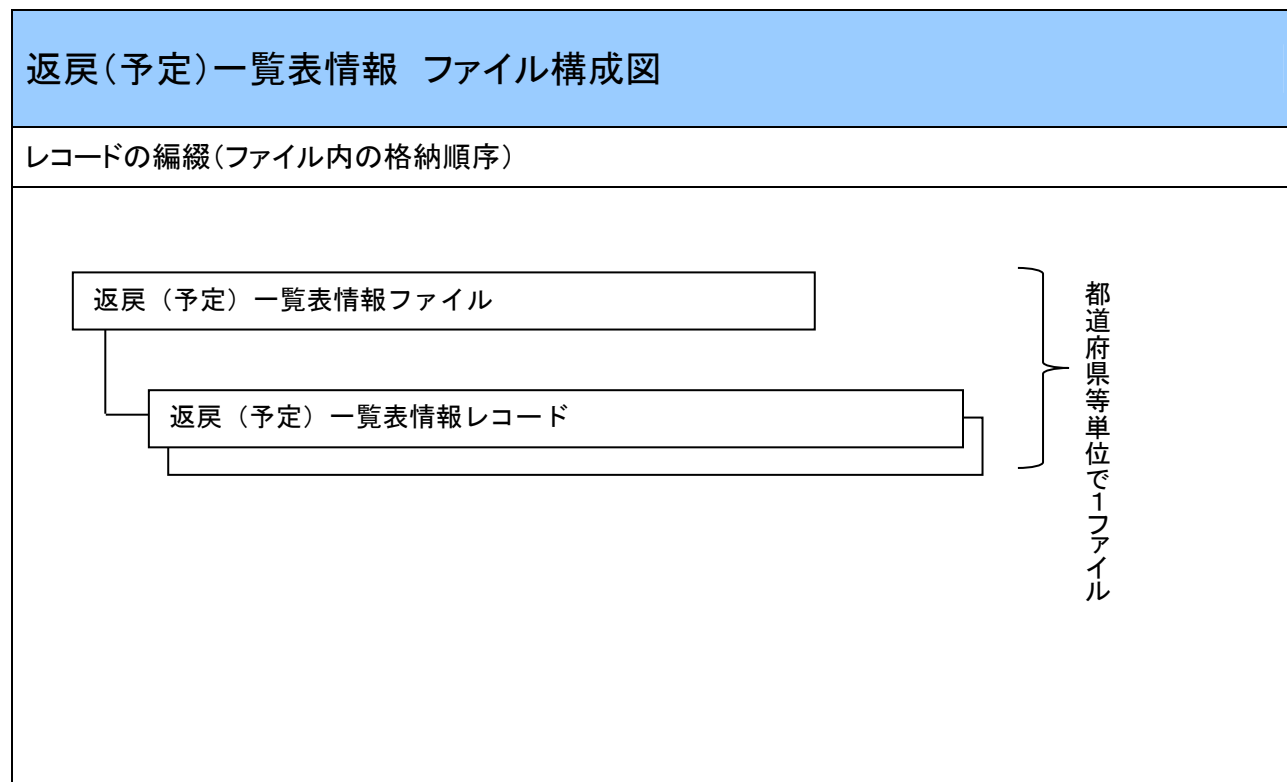 返戻（予定）一覧表情報　ファイル構成図
レコードの編綴（ファイル内の格納順序）
返戻（予定）一覧表情報ファイル
返戻（予定）一覧表情報レコード
都道府県等単位で１ファイル